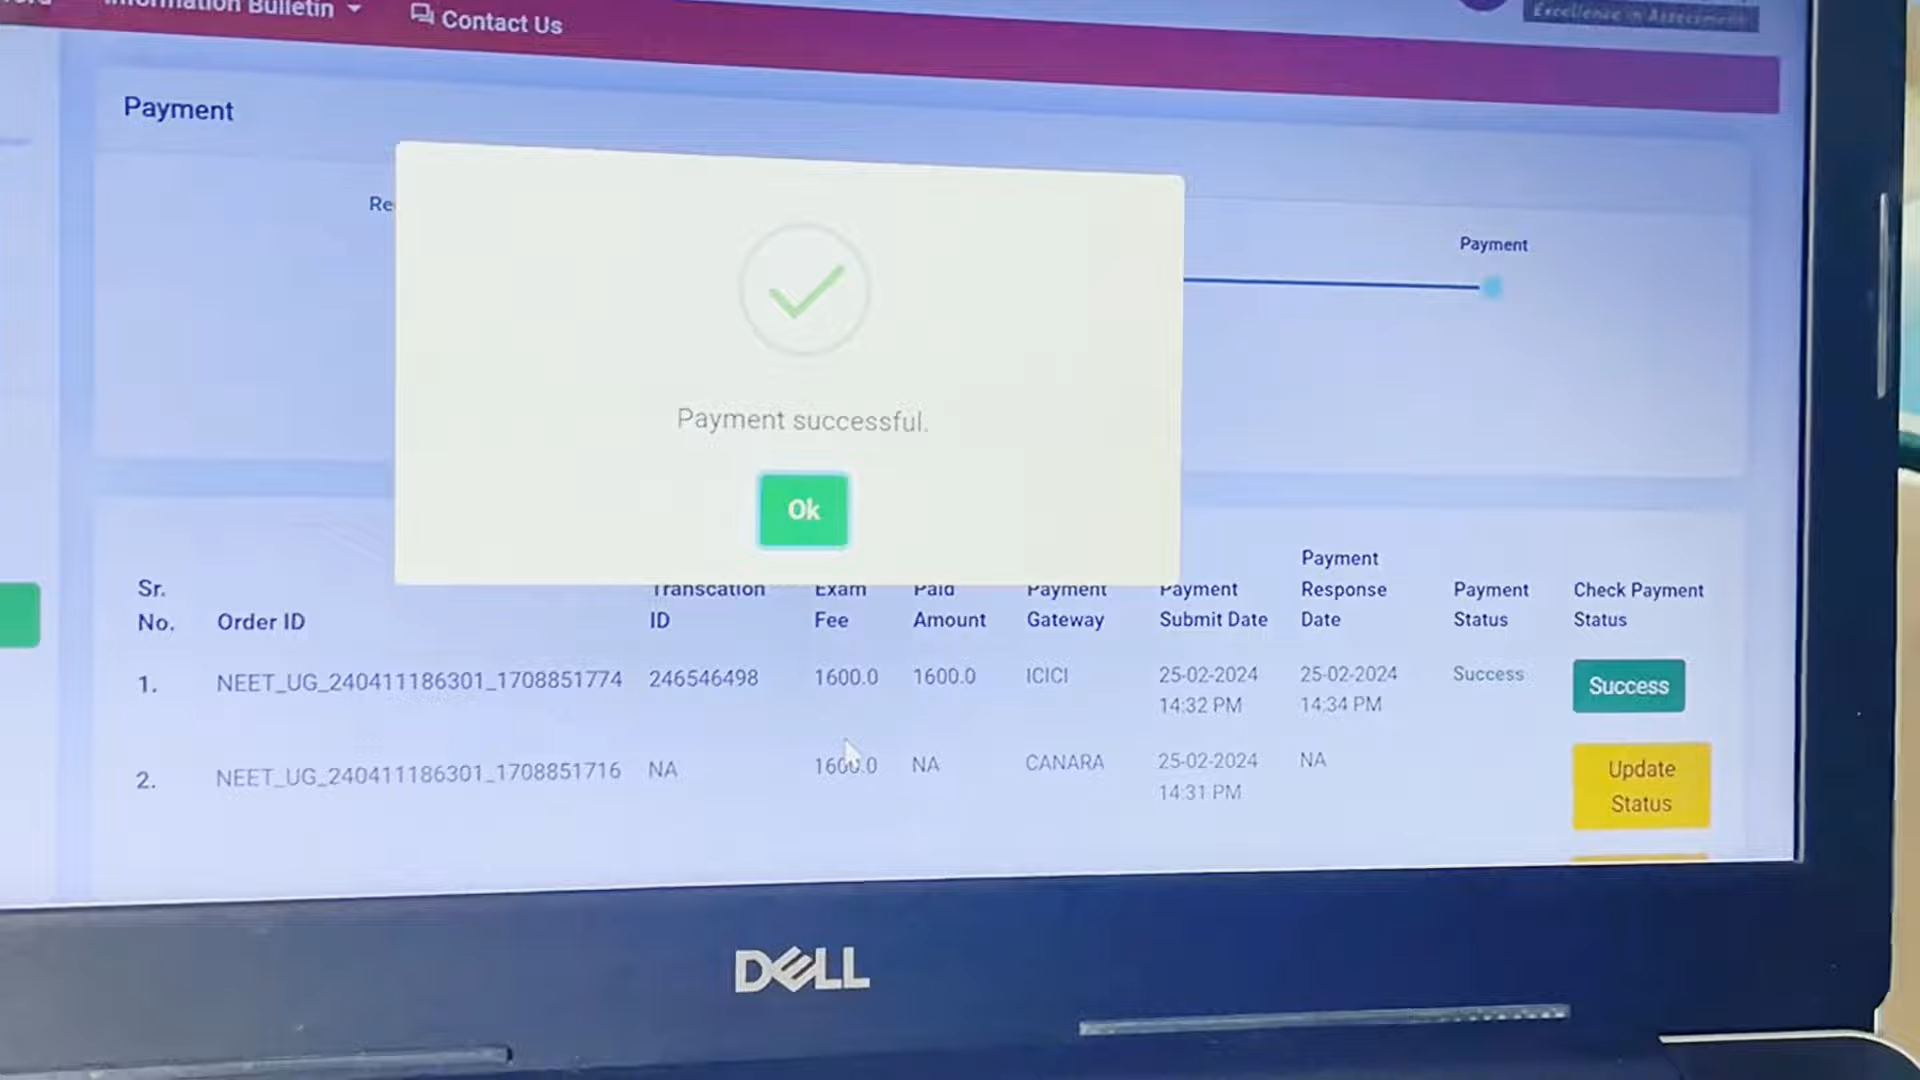 Information Bulletin
Contact Us
Excellence in Assessment
Payment
Payment
Payment successful.
Ok
Sr. No.
Order ID
Transcation ID
Exam Fee
Paid Amount
Payment Gateway
Payment Submit Date
Payment Response Date
Payment Status
Check Payment Status
1.
NEET_UG_240411186301_1708851774
246546498
1600.0
1600.0
ICICI
25-02-2024 14:32 PM
25-02-2024 14:34 PM
Success
Success
2.
NEET_UG_240411186301_1708851716
NA
1600.0
NA
CANARA
25-02-2024 14:31 PM
NA
Update Status
DELL